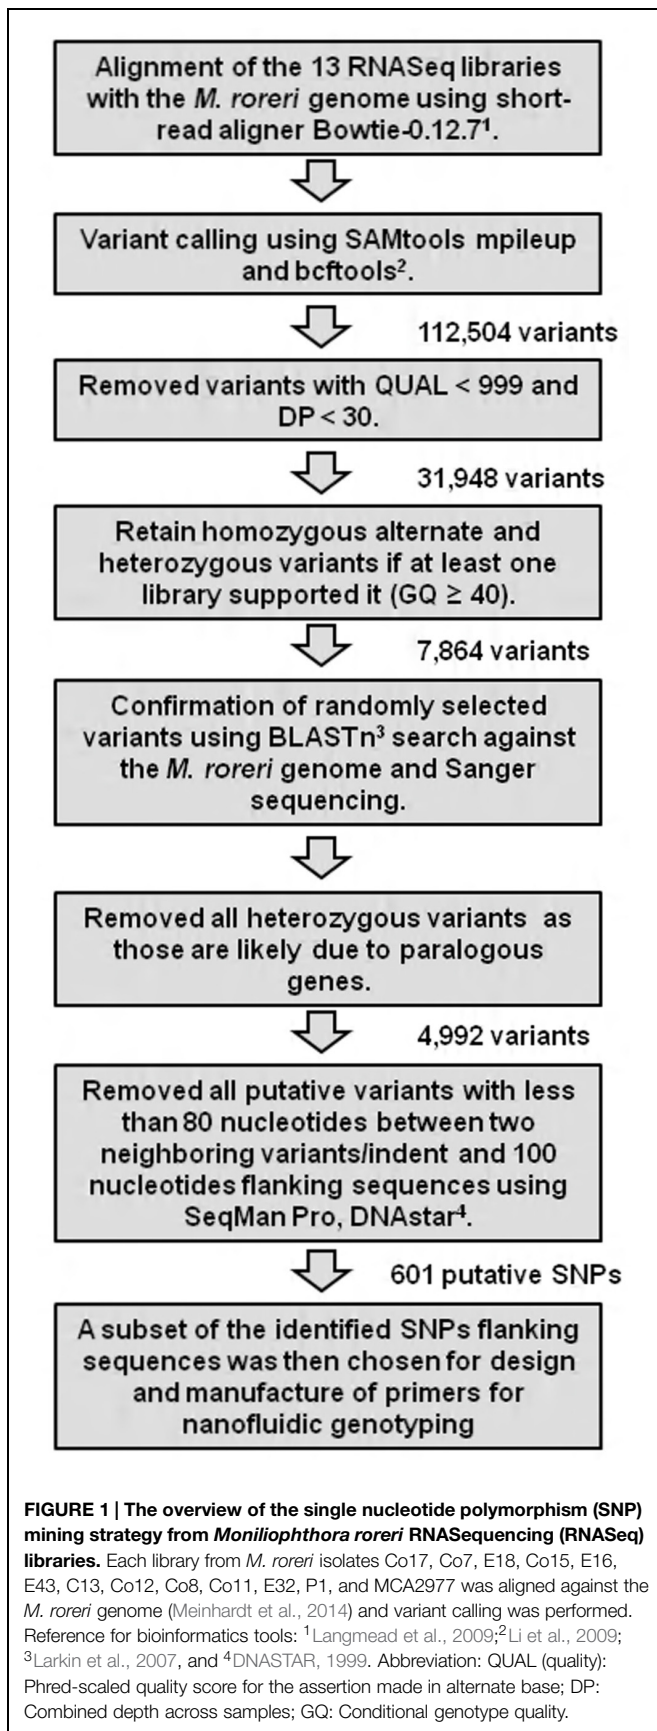 Alignment of the 13 RNASeq libraries
with the M. roreri genome using short-
read aligner Bowtie-0.12.7¹.
Variant calling using SAMtools mpileup
and bcftools².
112,504 variants
Removed variants with QUAL < 999 and
DP < 30.
31,948 variants
Retain homozygous alternate and
heterozygous variants if at least one
library supported it (GQ ≥ 40).
7,864 variants
Confirmation of randomly selected
variants using BLASTn³ search against
the M. roreri genome and Sanger
sequencing.
Removed all heterozygous variants as
those are likely due to paralogous
genes.
4,992 variants
Removed all putative variants with less
than 80 nucleotides between two
neighboring variants/indent and 100
nucleotides flanking sequences using
SeqMan Pro, DNAstar⁴.
601 putative SNPs
A subset of the identified SNPs flanking
sequences was then chosen for design
and manufacture of primers for
nanofluidic genotyping
FIGURE 1 | The overview of the single nucleotide polymorphism (SNP)
mining strategy from Moniliophthora roreri RNASequencing (RNASeq)
libraries. Each library from M. roreri isolates Co17, Co7, E18, Co15, E16,
E43, C13, Co12, Co8, Co11, E32, P1, and MCA2977 was aligned against the
M. roreri genome (Meinhardt et al., 2014) and variant calling was performed.
Reference for bioinformatics tools: ¹Langmead et al., 2009;²Li et al., 2009;
³Larkin et al., 2007, and ⁴DNASTAR, 1999. Abbreviation: QUAL (quality):
Phred-scaled quality score for the assertion made in alternate base; DP:
Combined depth across samples; GQ: Conditional genotype quality.